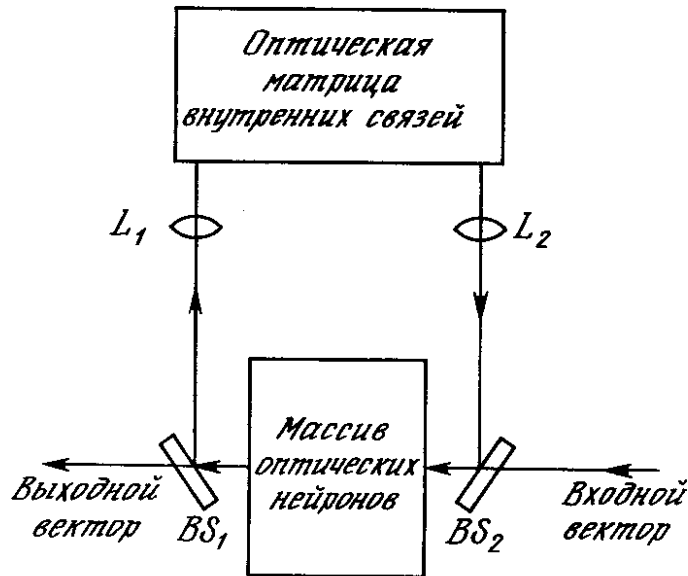 Оптическая
матрица
внутренних связей
L₁
L₂
Массив
оптических
нейронов
Выходной
вектор
BS₁
BS₂
Входной
вектор